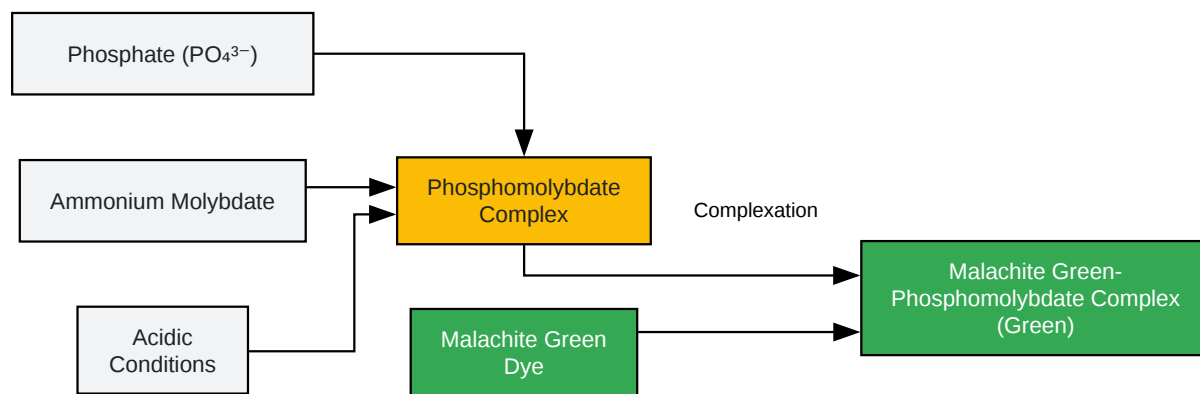 Phosphate (PO₄³⁻)
Ammonium Molybdate
Acidic
Conditions
Phosphomolybdate
Complex
Complexation
Malachite Green
Dye
Malachite Green-
Phosphomolybdate Complex
(Green)